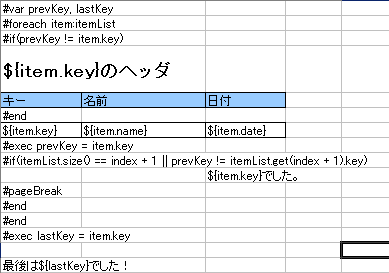 #var prevKey, lastKey
#foreach item:itemList
#if(prevKey != item.key)
${item.key}のヘッダ
キー 名前 日付
#end
${item.key} ${item.name} ${item.date}
#exec prevKey = item.key
#if(itemList.size() == index + 1 || prevKey != itemList.get(index + 1).key)
${item.key}でした。
#pageBreak
#end
#end
#exec lastKey = item.key
最後は${lastKey}でした！